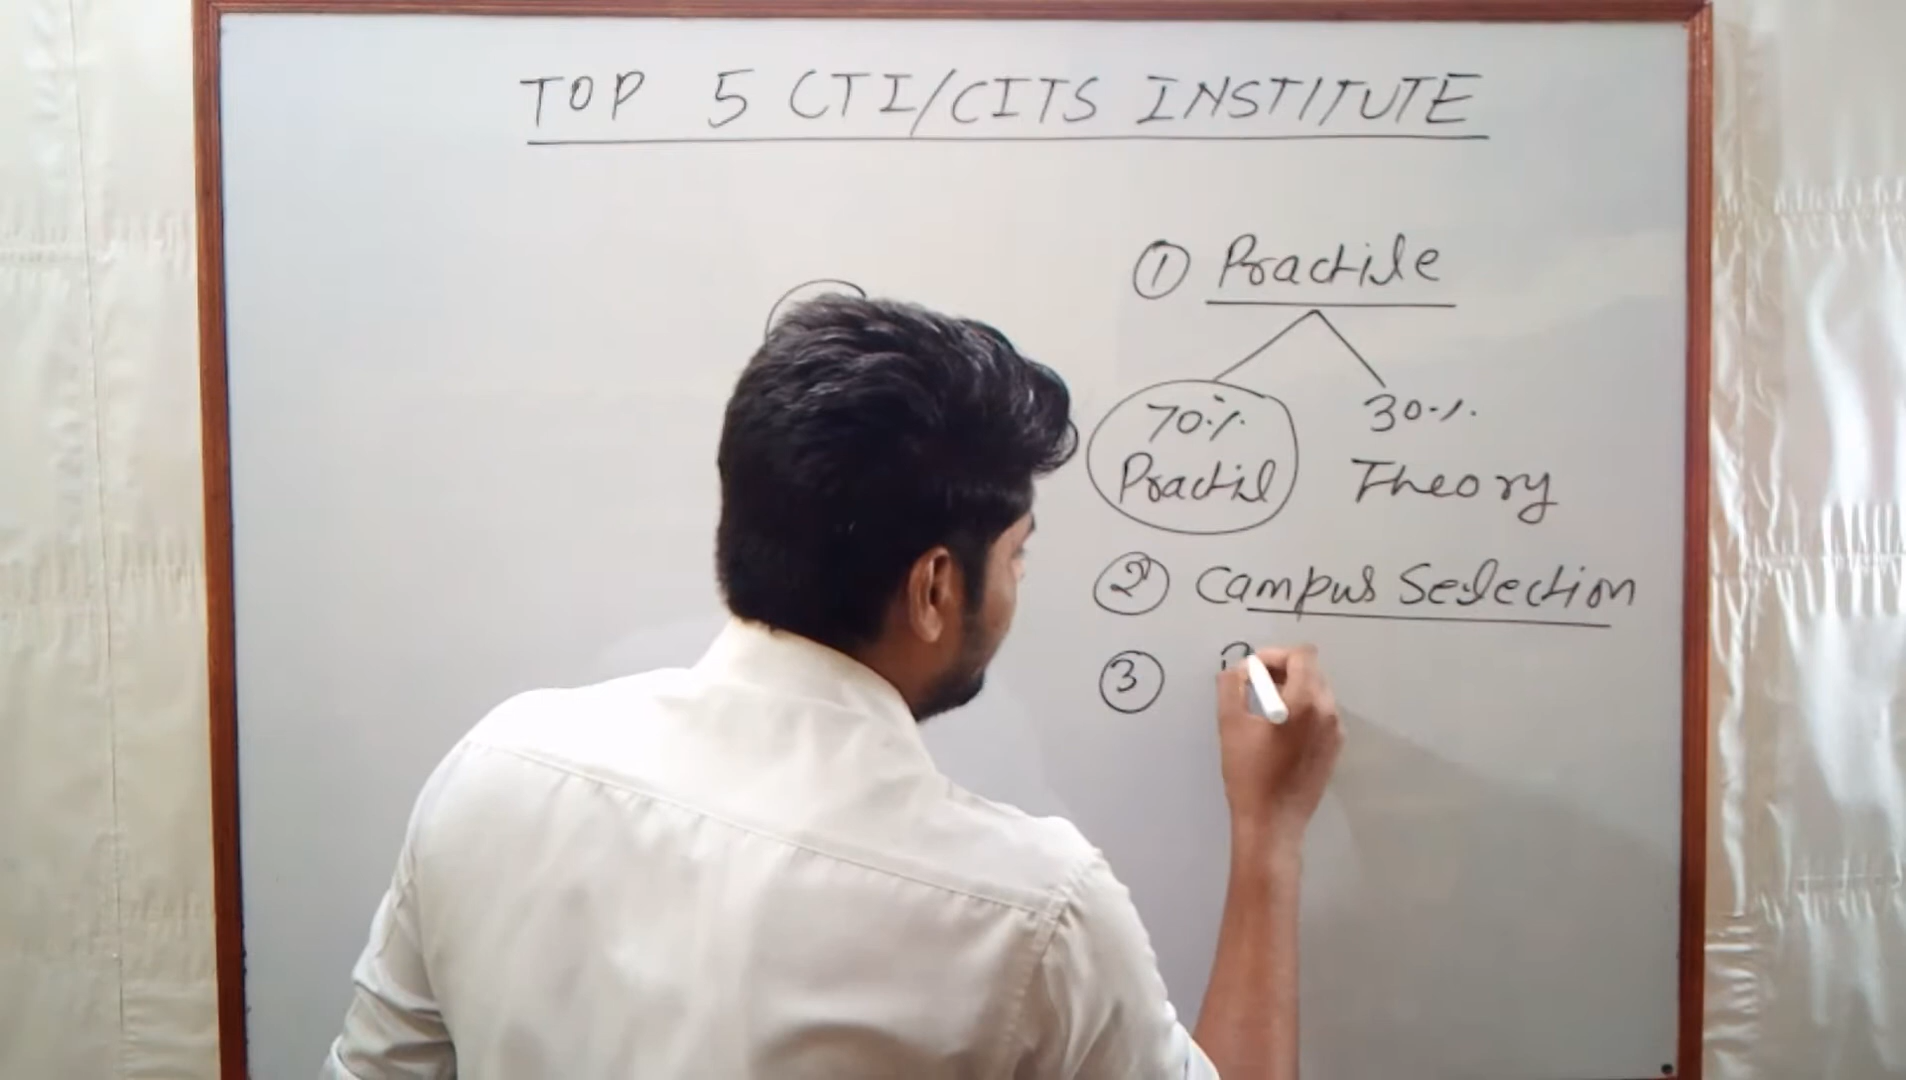 TOP 5 CTI/CITS INSTITUTE
① Practile
70% 30%
Practil Theory
② Campus Selection
③